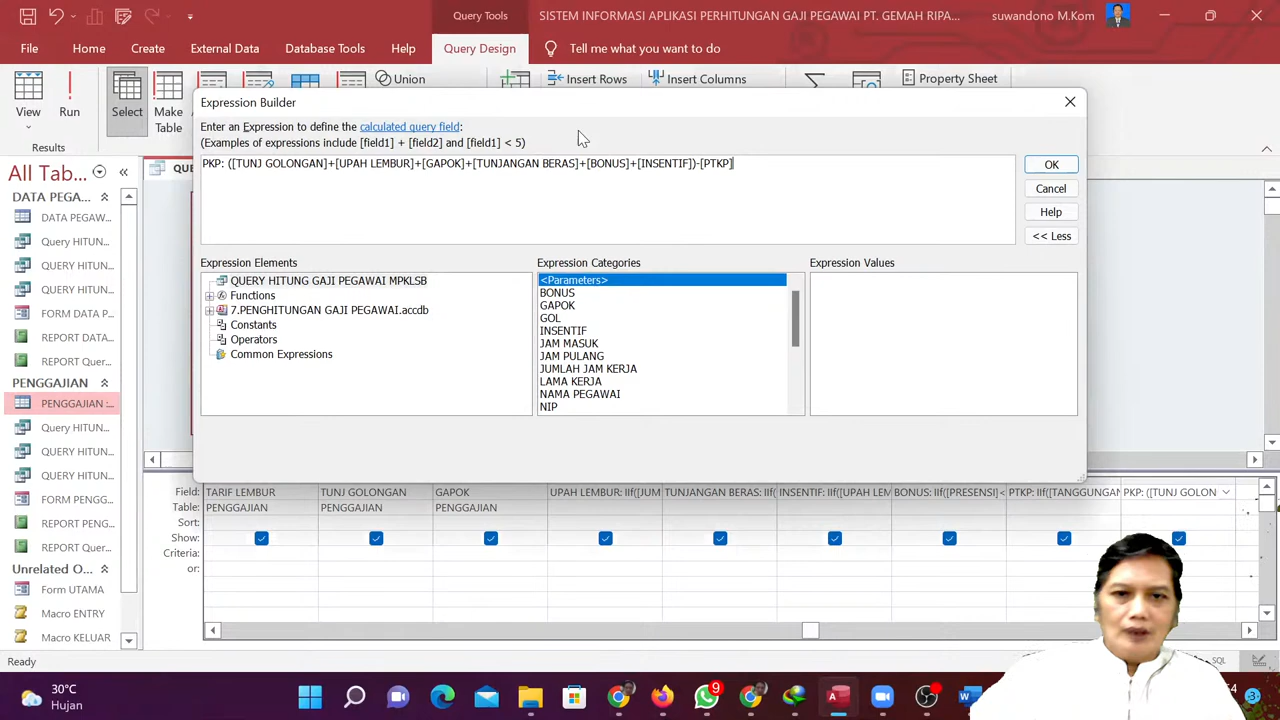 Query Tools
SISTEM INFORMASI APLIKASI PERHITUNGAN GAJI PEGAWAI PT. GEMAH RIPA...
suwandono M.Kom
File
Home
Create
External Data
Database Tools
Help
Query Design
Tell me what you want to do
Union
Insert Rows
Insert Columns
Property Sheet
View
Run
Select
Make
Table
Results
Expression Builder
Enter an Expression to define the calculated query field:
(Examples of expressions include [field1] + [field2] and [field1] < 5)
PKP: ([TUNJ GOLONGAN]+[UPAH LEMBUR]+[GAPOK]+[TUNJANGAN BERAS]+[BONUS]+[INSENTIF])-[PTKP]
OK
Cancel
Help
<< Less
All Tab...
QUE
DATA PEGA...
DATA PEGAW...
Query HITUN...
QUERY HITU...
QUERY HITU...
FORM DATA P...
REPORT DATA...
REPORT Quer...
PENGGAJIAN
PENGGAJIAN :...
Query HITUN...
QUERY HITU...
QUERY HITU...
FORM PENGG...
REPORT PENG...
REPORT Quer...
Unrelated O...
Form UTAMA
Macro ENTRY
Macro KELUAR
Expression Elements
QUERY HITUNG GAJI PEGAWAI MPKLSB
Functions
7.PENGHITUNGAN GAJI PEGAWAI.accdb
Constants
Operators
Common Expressions
Expression Categories
<Parameters>
BONUS
GAPOK
GOL
INSENTIF
JAM MASUK
JAM PULANG
JUMLAH JAM KERJA
LAMA KERJA
NAMA PEGAWAI
NIP
Expression Values
Field: TARIF LEMBUR TUNJ GOLONGAN GAPOK UPAH LEMBUR: IIf([JUM TUNJANGAN BERAS: IIf( INSENTIF: IIf([UPAH LEM BONUS: IIf([PRESENSI]< PTKP: IIf([TANGGUNGAN PKP: ([TUNJ GOLON
Table: PENGGAJIAN PENGGAJIAN PENGGAJIAN
Sort:
Show:
Criteria:
or:
Ready
SQL
30°C
Hujan
9
3